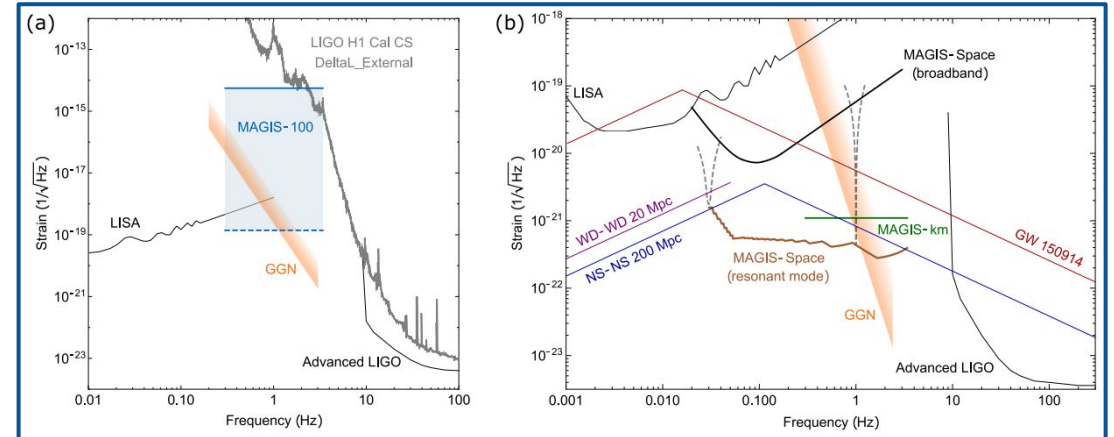 (a)
LIGO H1 Cal CS
DeltaL_External
MAGIS-100
LISA
GGN
Advanced LIGO
Strain (1/√Hz)
10⁻¹³
10⁻¹⁵
10⁻¹⁷
10⁻¹⁹
10⁻²¹
10⁻²³
0.01
0.10
1
10
100
Frequency (Hz)
(b)
MAGIS-Space
(broadband)
LISA
WD-WD 20 Mpc
NS-NS 200 Mpc
MAGIS-km
MAGIS-Space
(resonant mode)
GW 150914
GGN
Advanced LIGO
Strain (1/√Hz)
10⁻¹⁸
10⁻¹⁹
10⁻²⁰
10⁻²¹
10⁻²²
10⁻²³
0.001
0.010
0.100
1
10
100
Frequency (Hz)